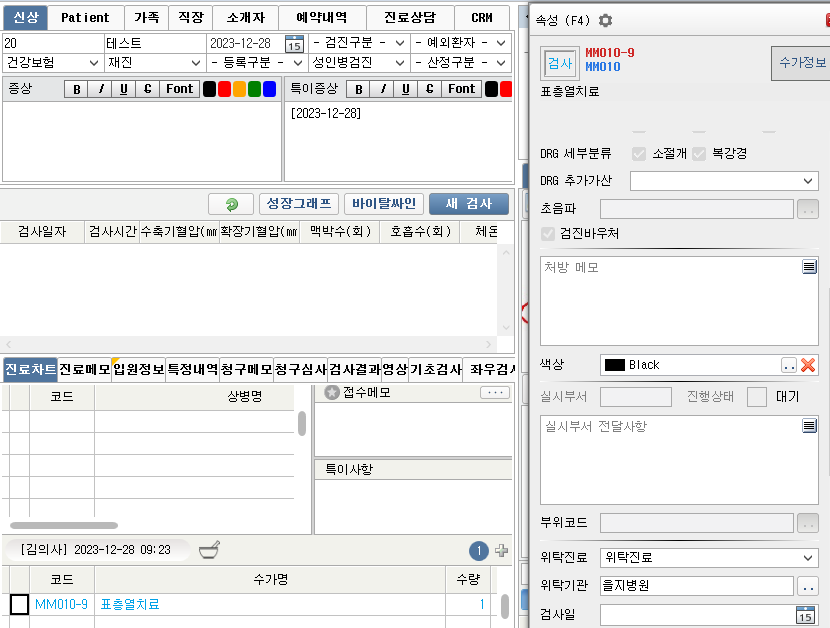 신상 Patient 가족 직장 소개자 예약내역 진료상담 CRM
20 테스트 2023-12-28 15 - 검진구분 - - 예외환자 -
건강보험 재진 - 등록구분 - 성인병검진 - 산정구분 -
증상 B I U C Font
특이증상 B I U C Font
[2023-12-28]
성장그래프 바이탈싸인 새 검사
검사일자 검사시간 수축기혈압(㎜ 확장기혈압(㎜ 맥박수(회) 호흡수(회) 체온
진료차트 진료메모 입원정보 특정내역 청구메모 청구심사 검사결과 영상 기초검사 좌우검사
코드 상병명
접수메모 ...
특이사항
[김의사] 2023-12-28 09:23 1
코드 수가명 수량
MM010-9 표층열치료 1
속성 (F4)
검사 MM010-9
MM010
수가정보
표층열치료
DRG 세부분류 소절개 복강경
DRG 추가가산
초음파 ..
검진바우처
처방 메모
색상 Black ..
실시부서 진행상태 대기
실시부서 전달사항
부위코드 ..
위탁진료 위탁진료
위탁기관 을지병원 ..
검사일 15